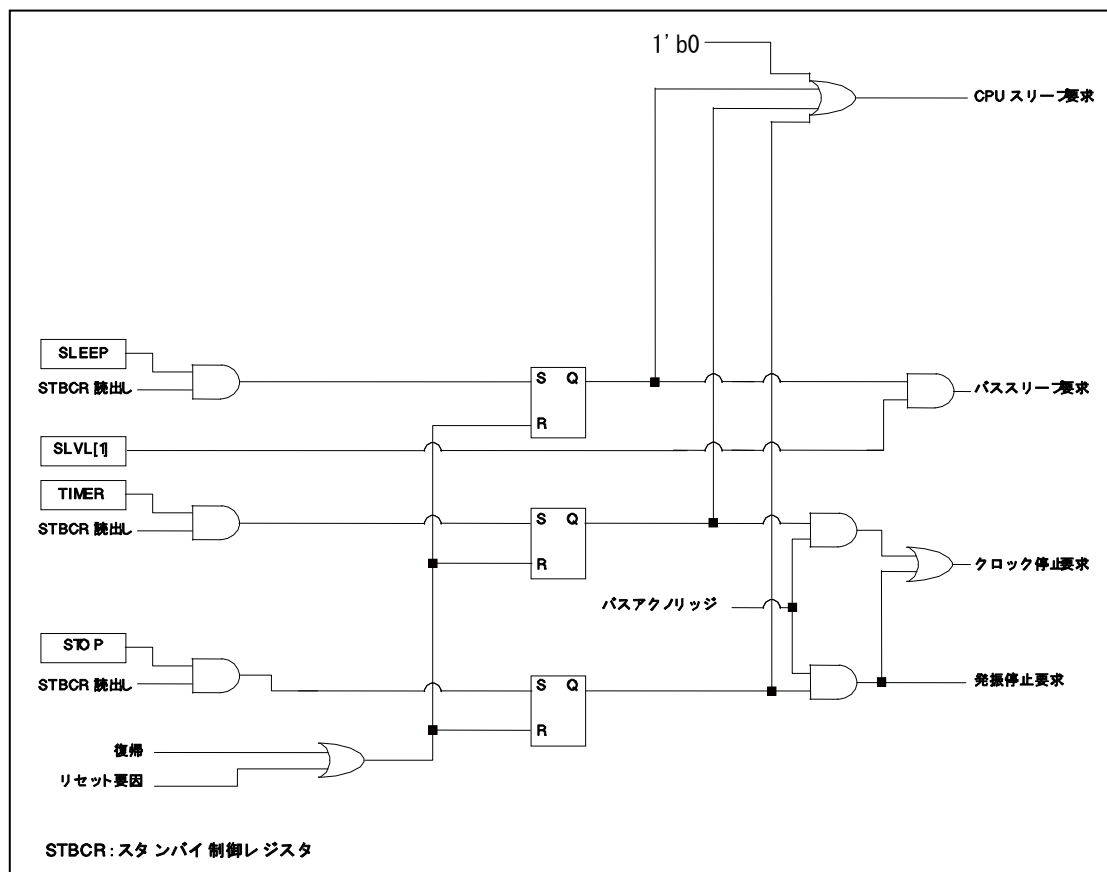 1'b0
CPU スリープ要求
SLEEP
STBCR 読出し
S Q
R
バススリープ要求
SLVL[1]
TIMER
STBCR 読出し
S Q
R
クロック停止要求
バスアクノリッジ
STOP
STBCR 読出し
S Q
R
発振停止要求
復帰
リセット要因
STBCR : スタンバイ制御レジスタ